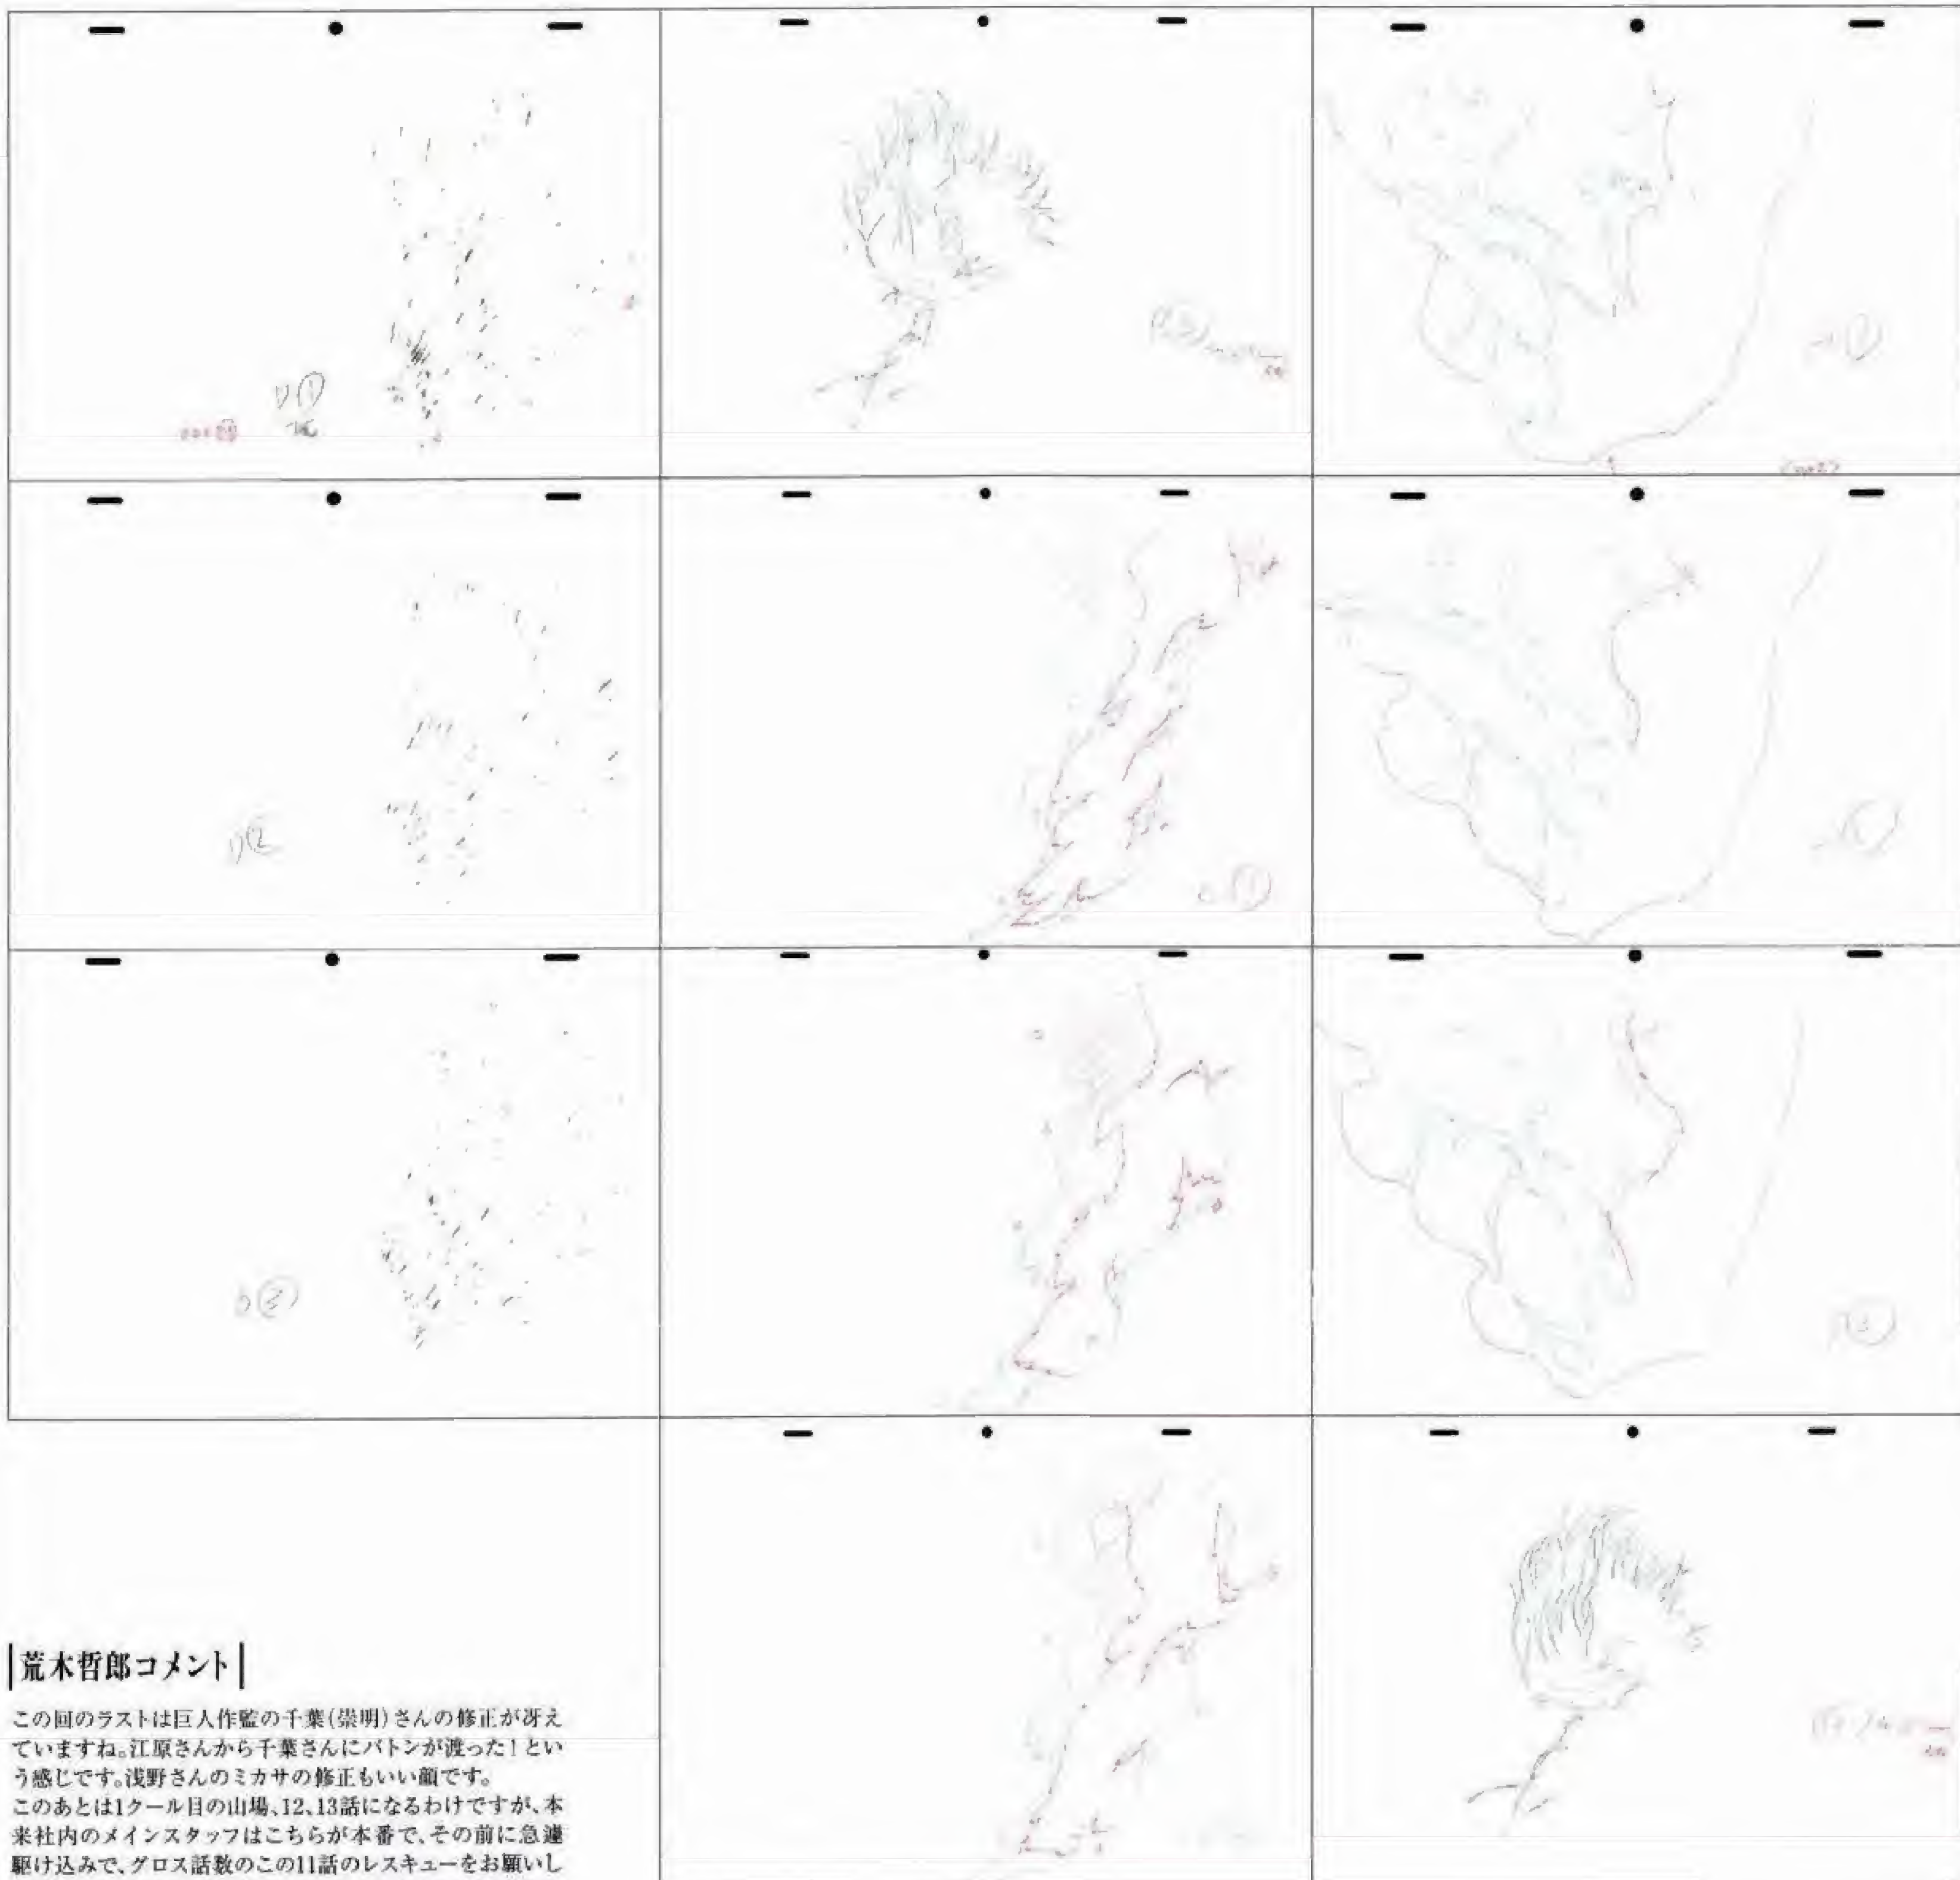 リ①
リ②
リ③
①
③
|荒木哲郎コメント|
この回のラストは巨人作監の千葉(崇明)さんの修正が冴え
ていますね。江原さんから千葉さんにバトンが渡った!とい
う感じです。浅野さんのミカサの修正もいい顔です。
このあとは1クール目の山場、12、13話になるわけですが、本
来社内のメインスタッフはこちらが本番で、その前に急遽
駆け込みで、グロス話数のこの11話のレスキューをお願いし